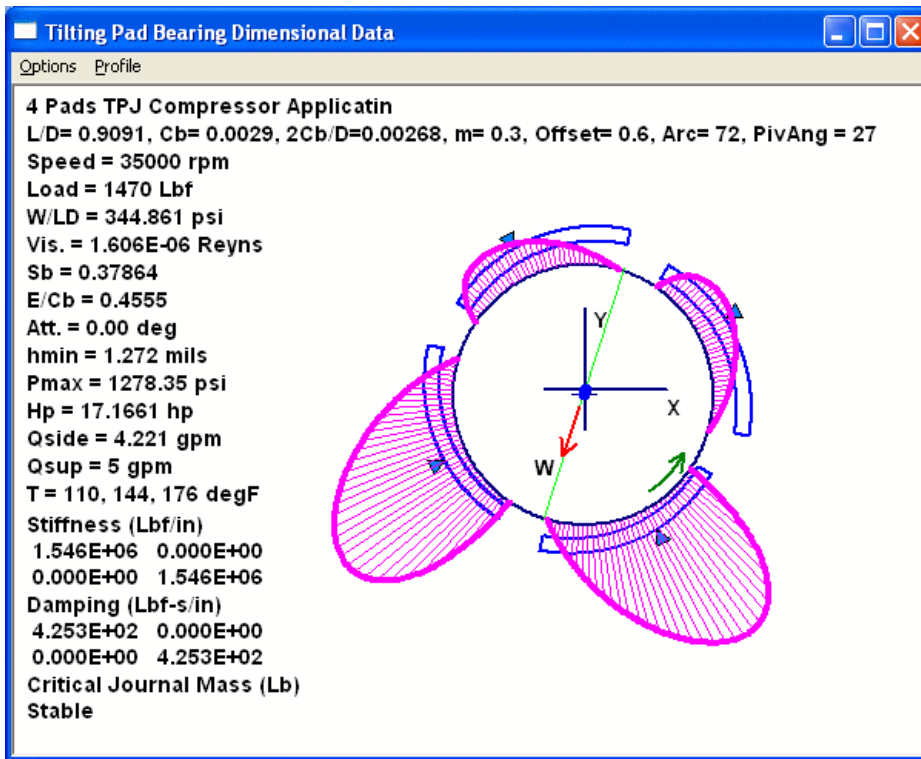 Tilting Pad Bearing Dimensional Data
Options Profile
4 Pads TPJ Compressor Applicatin
L/D= 0.9091, Cb= 0.0029, 2Cb/D=0.00268, m= 0.3, Offset= 0.6, Arc= 72, PivAng = 27
Speed = 35000 rpm
Load = 1470 Lbf
W/LD = 344.861 psi
Vis. = 1.606E-06 Reyns
Sb = 0.37864
E/Cb = 0.4555
Att. = 0.00 deg
hmin = 1.272 mils
Pmax = 1278.35 psi
Hp = 17.1661 hp
Qside = 4.221 gpm
Qsup = 5 gpm
T = 110, 144, 176 degF
Stiffness (Lbf/in)
1.546E+06 0.000E+00
0.000E+00 1.546E+06
Damping (Lbf-s/in)
4.253E+02 0.000E+00
0.000E+00 4.253E+02
Critical Journal Mass (Lb)
Stable
Y
X
W